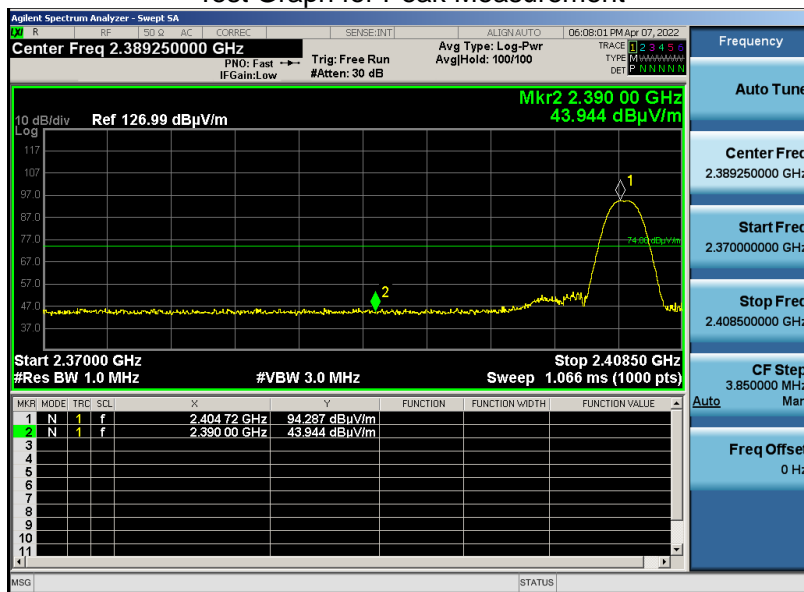 Test Graph for Peak Measurement
Agilent Spectrum Analyzer - Swept SA
LXI R RF 50 Ω AC CORREC SENSE:INT ALIGN AUTO 06:08:01 PM Apr 07, 2022
Center Freq 2.389250000 GHz
PNO: Fast
IFGain:Low
Trig: Free Run
#Atten: 30 dB
Avg Type: Log-Pwr
Avg|Hold: 100/100
TRACE 1 2 3 4 5 6
TYPE M
DET P N N N N N
Mkr2 2.390 00 GHz
43.944 dBµV/m
10 dB/div Ref 126.99 dBµV/m
Log
117
107
97.0
87.0
77.0
67.0
57.0
47.0
37.0
1
74.00 dBµV/m
2
Start 2.37000 GHz Stop 2.40850 GHz
#Res BW 1.0 MHz #VBW 3.0 MHz Sweep 1.066 ms (1000 pts)
MKR MODE TRC SCL X Y FUNCTION FUNCTION WIDTH FUNCTION VALUE
1 N 1 f 2.404 72 GHz 94.287 dBµV/m
2 N 1 f 2.390 00 GHz 43.944 dBµV/m
3
4
5
6
7
8
9
10
11
MSG STATUS
Frequency
Auto Tune
Center Freq
2.389250000 GHz
Start Freq
2.370000000 GHz
Stop Freq
2.408500000 GHz
CF Step
3.850000 MHz
Auto Man
Freq Offset
0 Hz